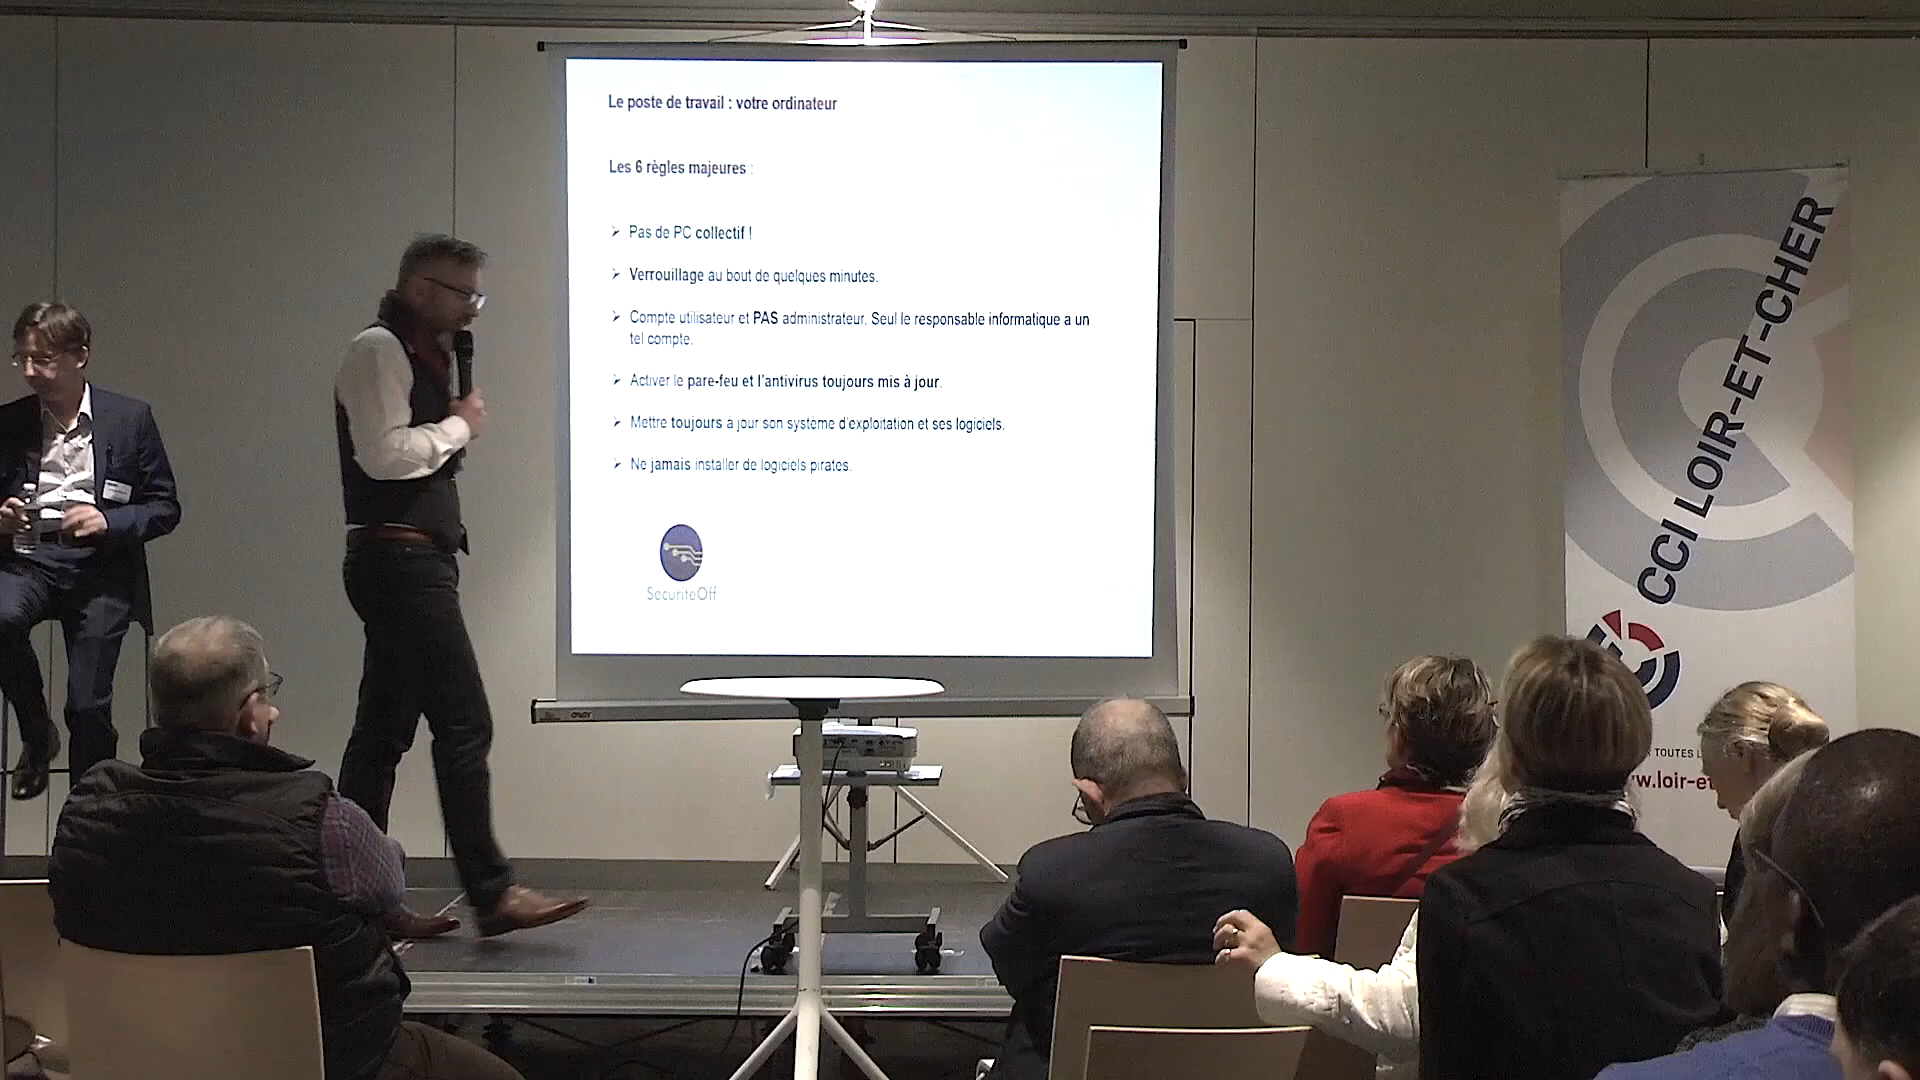 Le poste de travail : votre ordinateur
Les 6 règles majeures :
Pas de PC collectif !
Verrouillage au bout de quelques minutes.
Compte utilisateur et PAS administrateur. Seul le responsable informatique a un
tel compte.
Activer le pare-feu et l'antivirus toujours mis à jour.
Mettre toujours à jour son système d'exploitation et ses logiciels.
Ne jamais installer de logiciels pirates.
SecuriteOff
CCI LOIR-ET-CHER
TOUTES
w.loir-et